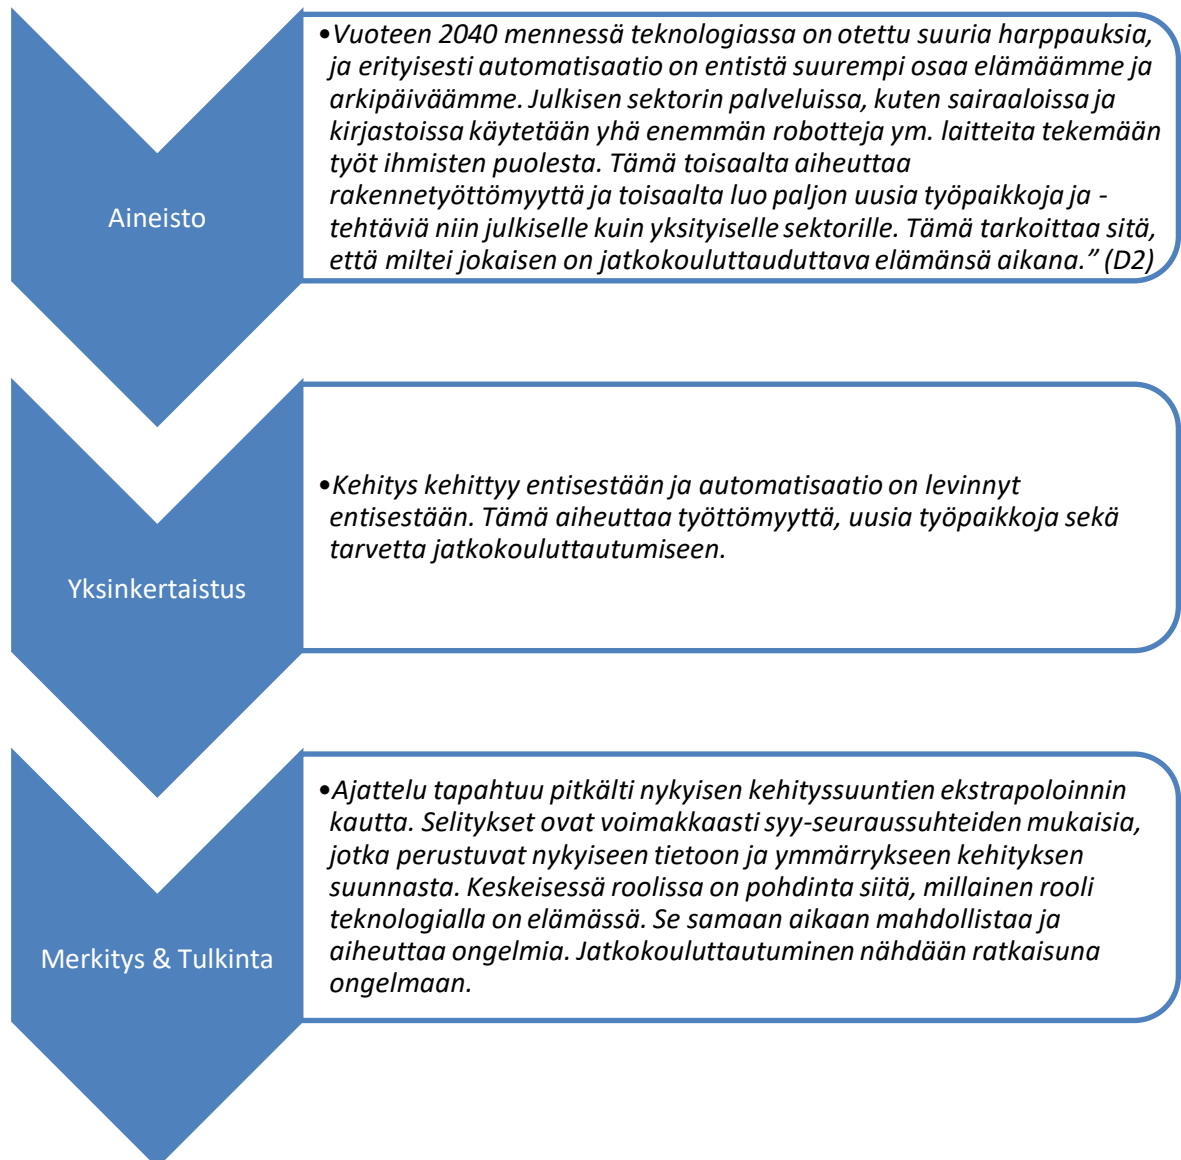 Aineisto
•Vuoteen 2040 mennessä teknologiassa on otettu suuria harppauksia,
ja erityisesti automatisaatio on entistä suurempi osaa elämäämme ja
arkipäiväämme. Julkisen sektorin palveluissa, kuten sairaaloissa ja
kirjastoissa käytetään yhä enemmän robotteja ym. laitteita tekemään
työt ihmisten puolesta. Tämä toisaalta aiheuttaa
rakennetyöttömyyttä ja toisaalta luo paljon uusia työpaikkoja ja -
tehtäviä niin julkiselle kuin yksityiselle sektorille. Tämä tarkoittaa sitä,
että miltei jokaisen on jatkokouluttauduttava elämänsä aikana.” (D2)
Yksinkertaistus
•Kehitys kehittyy entisestään ja automatisaatio on levinnyt
entisestään. Tämä aiheuttaa työttömyyttä, uusia työpaikkoja sekä
tarvetta jatkokouluttautumiseen.
Merkitys & Tulkinta
•Ajattelu tapahtuu pitkälti nykyisen kehityssuuntien ekstrapoloinnin
kautta. Selitykset ovat voimakkaasti syy-seuraussuhteiden mukaisia,
jotka perustuvat nykyiseen tietoon ja ymmärrykseen kehityksen
suunnasta. Keskeisessä roolissa on pohdinta siitä, millainen rooli
teknologialla on elämässä. Se samaan aikaan mahdollistaa ja
aiheuttaa ongelmia. Jatkokouluttautuminen nähdään ratkaisuna
ongelmaan.